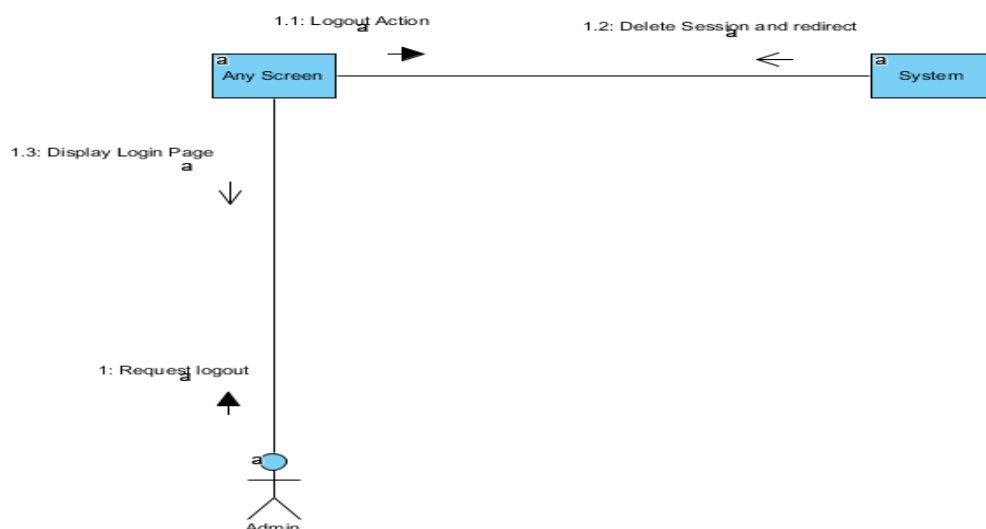 1.1: Logout Action
a
1.2: Delete Session and redirect
a
a
Any Screen
a
System
1.3: Display Login Page
a
1: Request logout
a
a
Admin